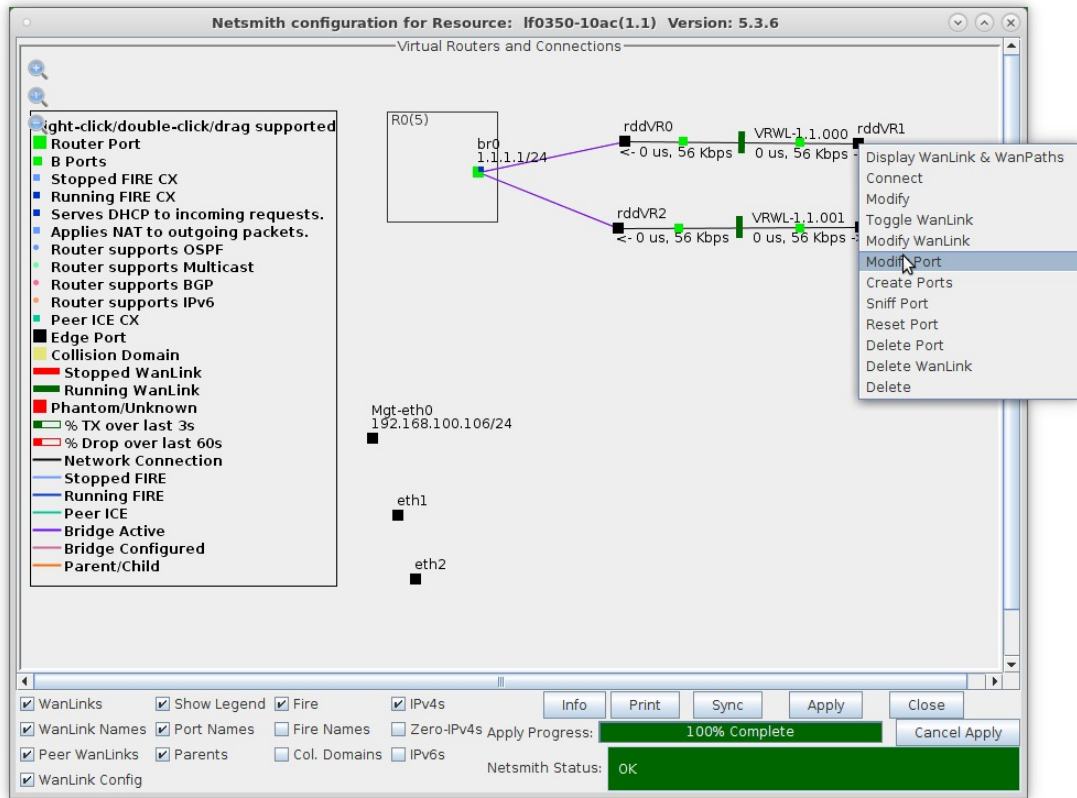 Netsmith configuration for Resource: lf0350-10ac(1.1) Version: 5.3.6
Virtual Routers and Connections
ight-click/double-click/drag supported
Router Port
B Ports
Stopped FIRE CX
Running FIRE CX
Serves DHCP to incoming requests.
Applies NAT to outgoing packets.
Router supports OSPF
Router supports Multicast
Router supports BGP
Router supports IPv6
Peer ICE CX
Edge Port
Collision Domain
Stopped WanLink
Running WanLink
Phantom/Unknown
% TX over last 3s
% Drop over last 60s
Network Connection
Stopped FIRE
Running FIRE
Peer ICE
Bridge Active
Bridge Configured
Parent/Child
R0(5)
br0
1.1.1.1/24
rddVR0
VRWL-1.1.000
rddVR1
<- 0 us, 56 Kbps
0 us, 56 Kbps -
rddVR2
VRWL-1.1.001
<- 0 us, 56 Kbps
0 us, 56 Kbps ->
Mgt-eth0
192.168.100.106/24
eth1
eth2
Display WanLink & WanPaths
Connect
Modify
Toggle WanLink
Modify WanLink
Modify Port
Create Ports
Sniff Port
Reset Port
Delete Port
Delete WanLink
Delete
WanLinks
Show Legend
Fire
IPv4s
Info
Print
Sync
Apply
Close
WanLink Names
Port Names
Fire Names
Zero-IPv4s
Apply Progress:
100% Complete
Cancel Apply
Peer WanLinks
Parents
Col. Domains
IPv6s
Netsmith Status:
OK
WanLink Config